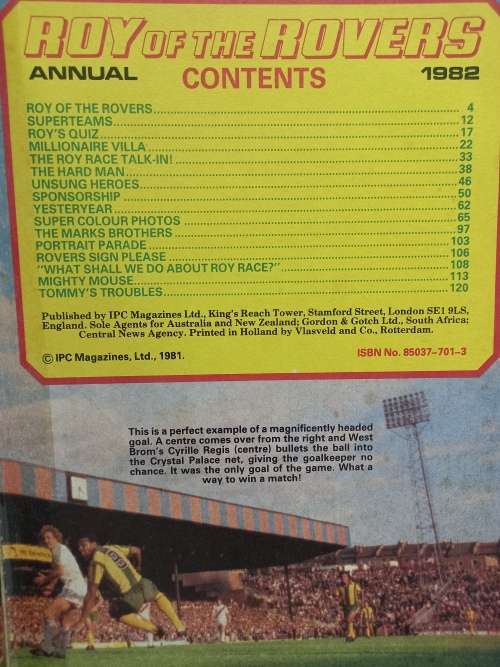 ROY OF THE ROVERS
ANNUAL CONTENTS 1982
ROY OF THE ROVERS 4
SUPERTEAMS 12
ROY'S QUIZ 17
MILLIONAIRE VILLA 22
THE ROY RACE TALK-IN! 33
THE HARD MAN 38
UNSUNG HEROES 46
SPONSORSHIP 50
YESTERYEAR 62
SUPER COLOUR PHOTOS 65
THE MARKS BROTHERS 97
PORTRAIT PARADE 103
ROVERS SIGN PLEASE 106
"WHAT SHALL WE DO ABOUT ROY RACE?" 108
MIGHTY MOUSE 113
TOMMY'S TROUBLES 120
Published by IPC Magazines Ltd., King's Reach Tower, Stamford Street, London SE1 9LS,
England. Sole Agents for Australia and New Zealand; Gordon & Gotch Ltd., South Africa;
Central News Agency. Printed in Holland by Vlasveld and Co., Rotterdam.
© IPC Magazines, Ltd., 1981. ISBN No. 85037-701-3
This is a perfect example of a magnificently headed
goal. A centre comes over from the right and West
Brom's Cyrille Regis (centre) bullets the ball into
the Crystal Palace net, giving the goalkeeper no
chance. It was the only goal of the game. What a
way to win a match!